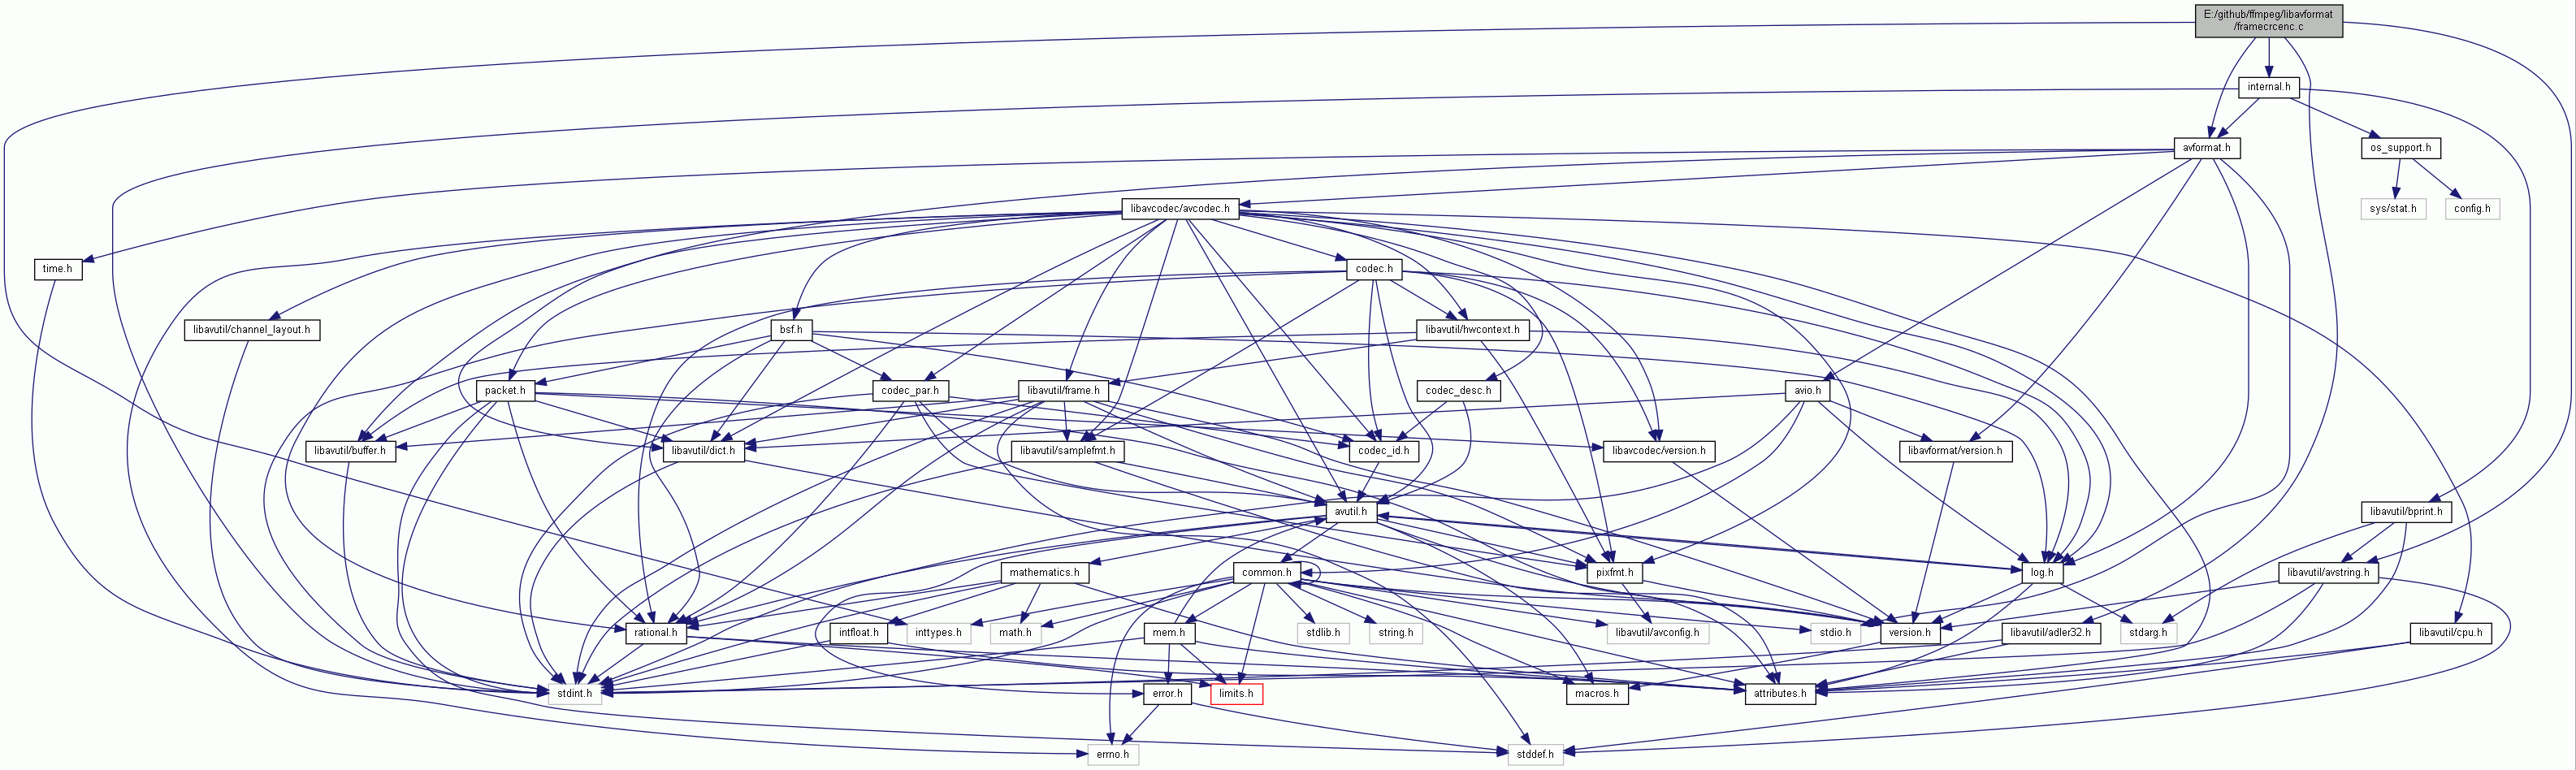 E:/github/ffmpeg/libavformat
/framecrcenc.c
internal.h
avformat.h
os_support.h
libavcodec/avcodec.h
sys/stat.h
config.h
time.h
codec.h
libavutil/channel_layout.h
bsf.h
libavutil/hwcontext.h
packet.h
codec_par.h
libavutil/frame.h
codec_desc.h
avio.h
libavutil/buffer.h
libavutil/dict.h
libavutil/samplefmt.h
codec_id.h
libavcodec/version.h
libavformat/version.h
avutil.h
libavutil/bprint.h
mathematics.h
common.h
pixfmt.h
log.h
libavutil/avstring.h
rational.h
intfloat.h
inttypes.h
math.h
mem.h
stdlib.h
string.h
libavutil/avconfig.h
stdio.h
version.h
libavutil/adler32.h
stdarg.h
libavutil/cpu.h
stdint.h
error.h
limits.h
macros.h
attributes.h
errno.h
stddef.h